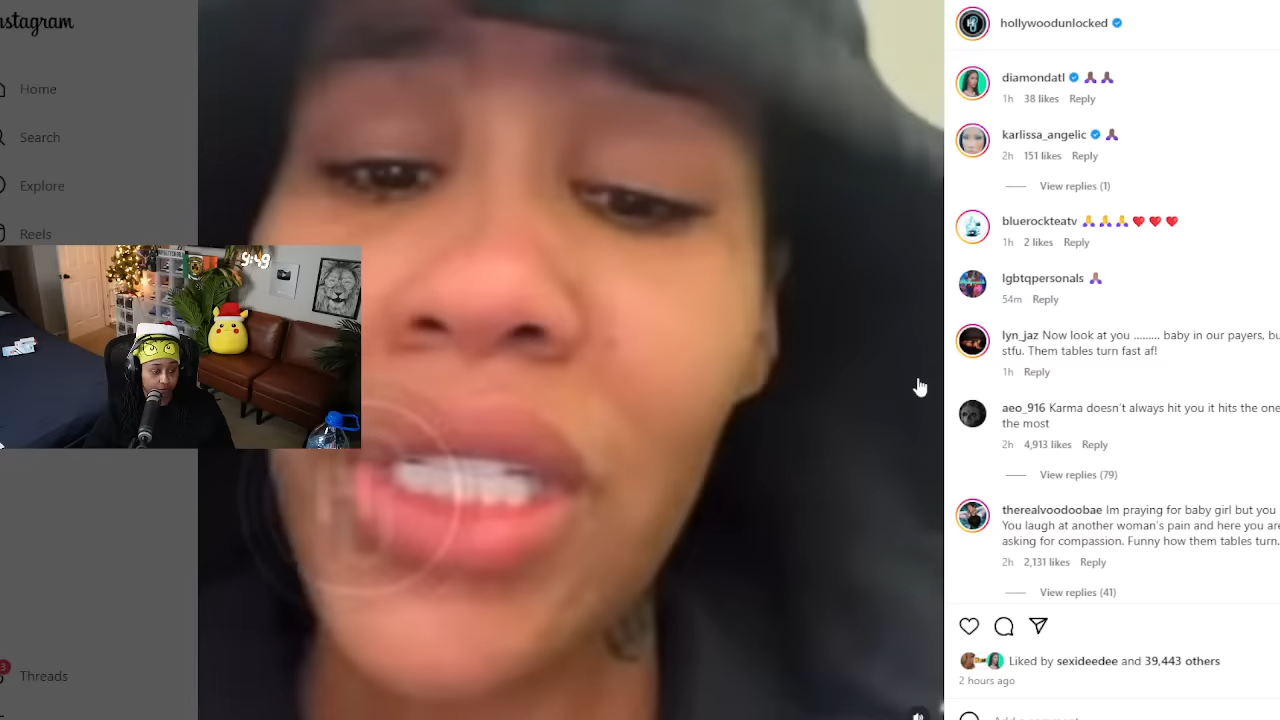 nstagram
Home
Search
Explore
Reels
3
Threads
9:49
hollywoodunlocked
diamondatl
1h 38 likes Reply
karlissa_angelic
2h 151 likes Reply
View replies (1)
bluerockteatv
1h 2 likes Reply
lgbtqpersonals
54m Reply
lyn_jaz Now look at you ......... baby in our payers, bu
stfu. Them tables turn fast af!
1h Reply
aeo_916 Karma doesn't always hit you it hits the one
the most
2h 4,913 likes Reply
View replies (79)
therealvoodoobae Im praying for baby girl but you
You laugh at another woman's pain and here you are
asking for compassion. Funny how them tables turn.
2h 2,131 likes Reply
View replies (41)
Liked by sexideedee and 39,443 others
2 hours ago
Add a comment...